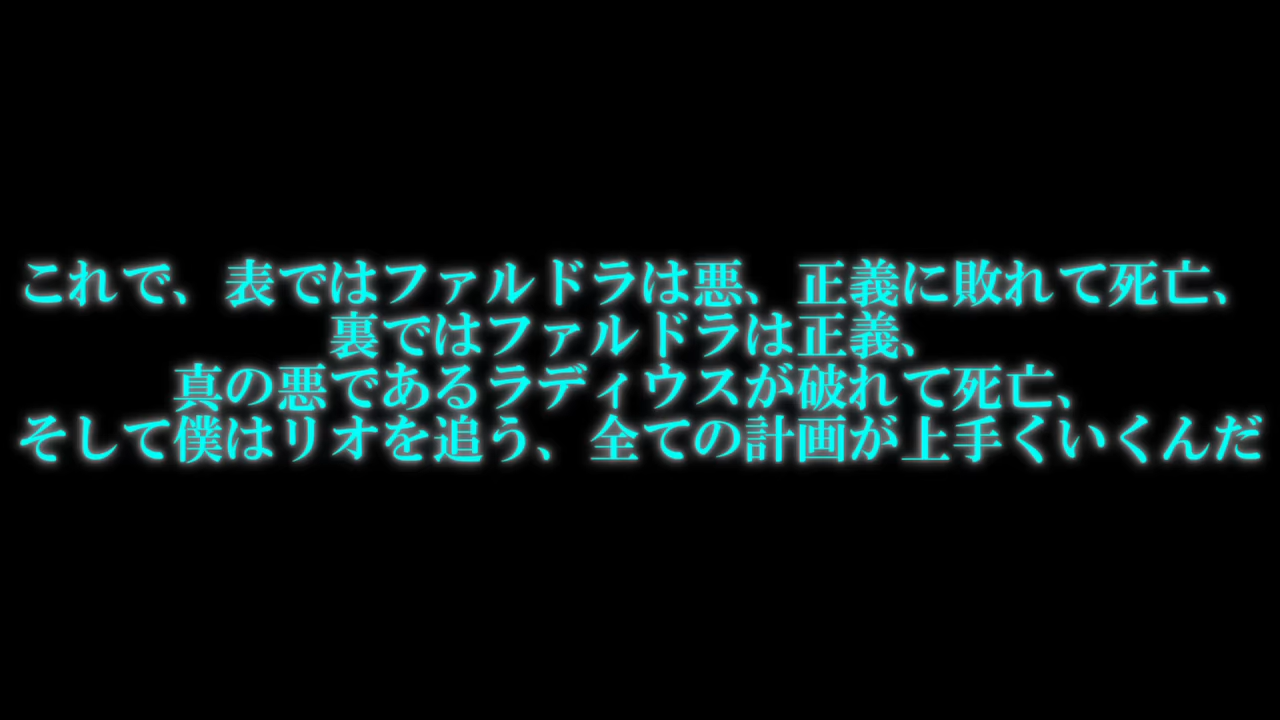 これで、表ではファルドラは悪、正義に敗れて死亡、
裏ではファルドラは正義、
真の悪であるラディウスが破れて死亡、
そして僕はリオを追う、全ての計画が上手くいくんだ